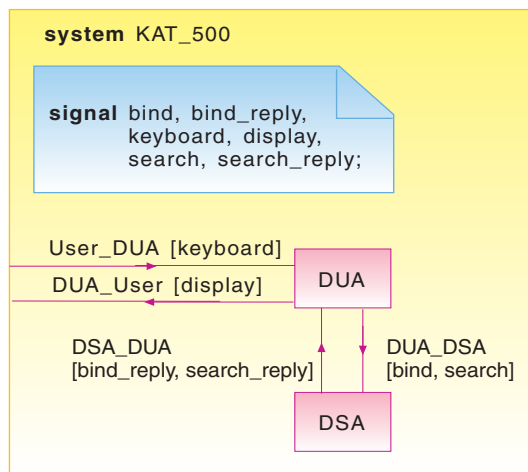 system KAT_500
signal bind, bind_reply,
keyboard, display,
search, search_reply;
User_DUA [keyboard]
DUA_User [display]
DUA
DSA_DUA
[bind_reply, search_reply]
DUA_DSA
[bind, search]
DSA